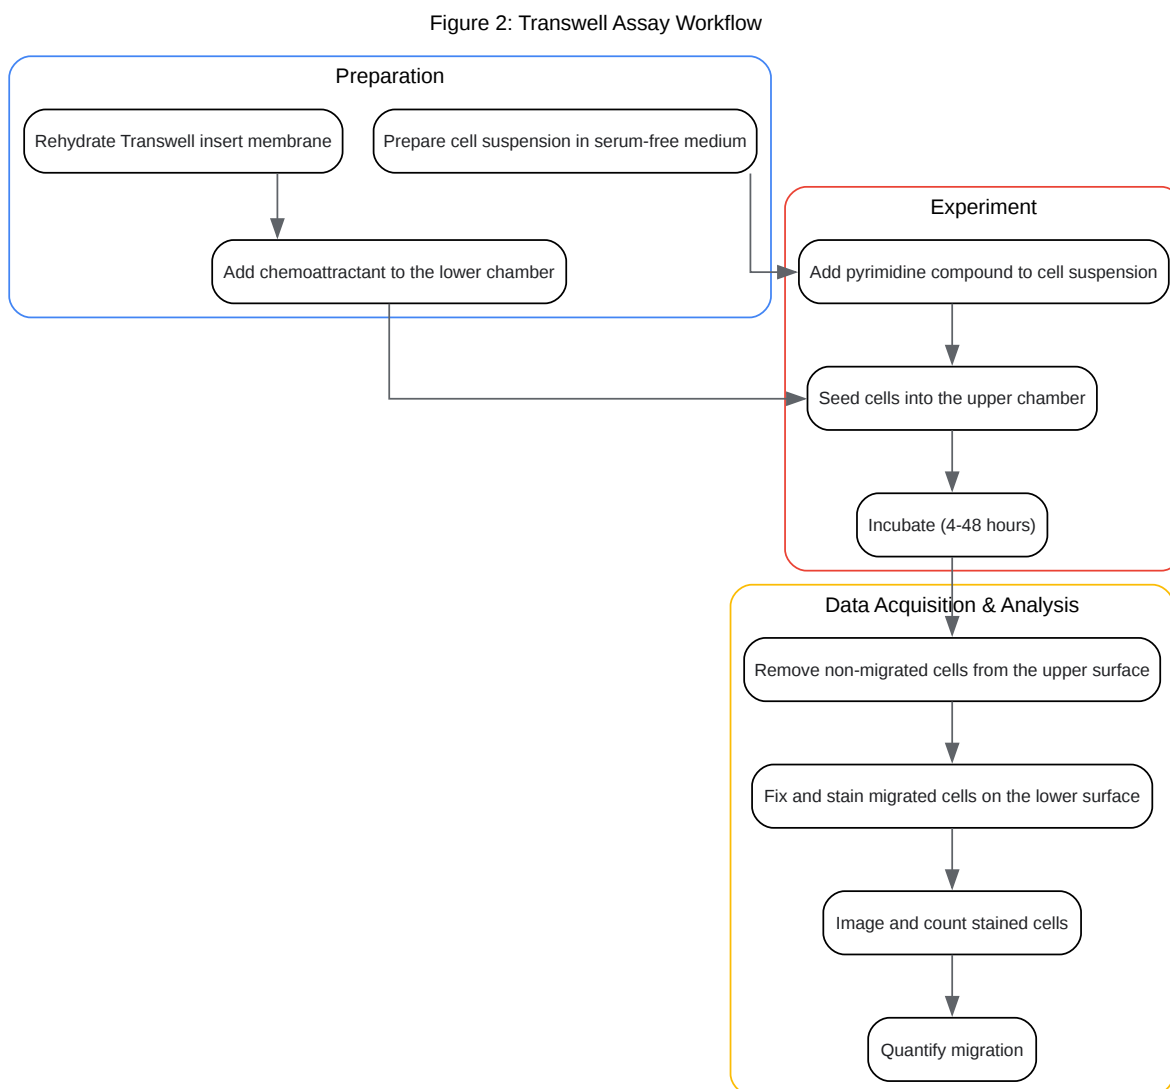 Figure 2: Transwell Assay Workflow
Preparation
Rehydrate Transwell insert membrane
Prepare cell suspension in serum-free medium
Add chemoattractant to the lower chamber
Experiment
Add pyrimidine compound to cell suspension
Seed cells into the upper chamber
Incubate (4-48 hours)
Data Acquisition & Analysis
Remove non-migrated cells from the upper surface
Fix and stain migrated cells on the lower surface
Image and count stained cells
Quantify migration